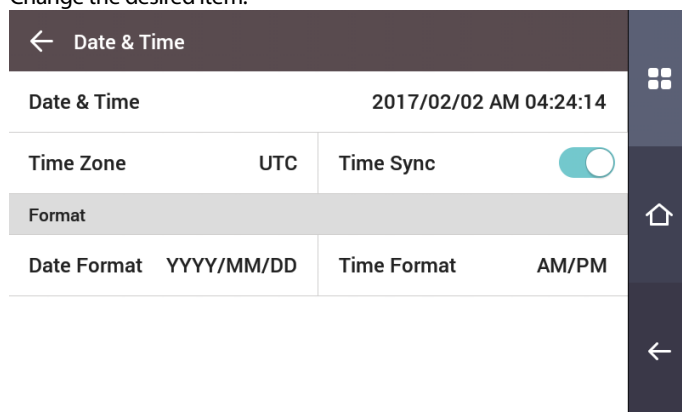 Change the desired item.
Date & Time
Date & Time 2017/02/02 AM 04:24:14
Time Zone UTC Time Sync
Format
Date Format YYYY/MM/DD Time Format AM/PM